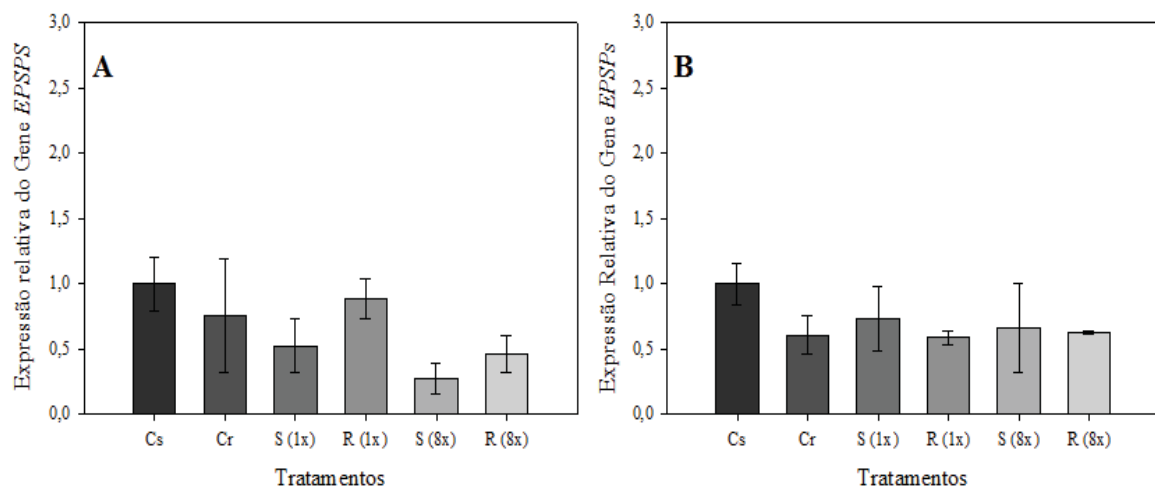 Expressão relativa do Gene EPSPS
3,0
2,5
2,0
1,5
1,0
0,5
0,0
A
Cs Cr S (1x) R (1x) S (8x) R (8x)
Tratamentos
Expressão Relativa do Gene EPSPs
3,0
2,5
2,0
1,5
1,0
0,5
0,0
B
Cs Cr S (1x) R (1x) S (8x) R (8x)
Tratamentos